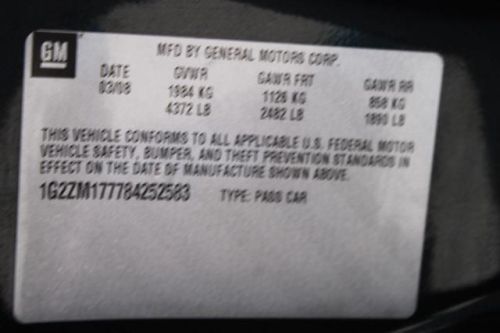 GM
MFD BY GENERAL MOTORS CORP.
DATE GVWR GAWR FRT GAWR RR
03/08 1984 KG 1126 KG 858 KG
4372 LB 2482 LB 1890 LB
THIS VEHICLE CONFORMS TO ALL APPLICABLE U.S. FEDERAL MOTOR
VEHICLE SAFETY, BUMPER, AND THEFT PREVENTION STANDARDS IN
EFFECT ON THE DATE OF MANUFACTURE SHOWN ABOVE.
1G2ZM177784252583 TYPE: PASS CAR